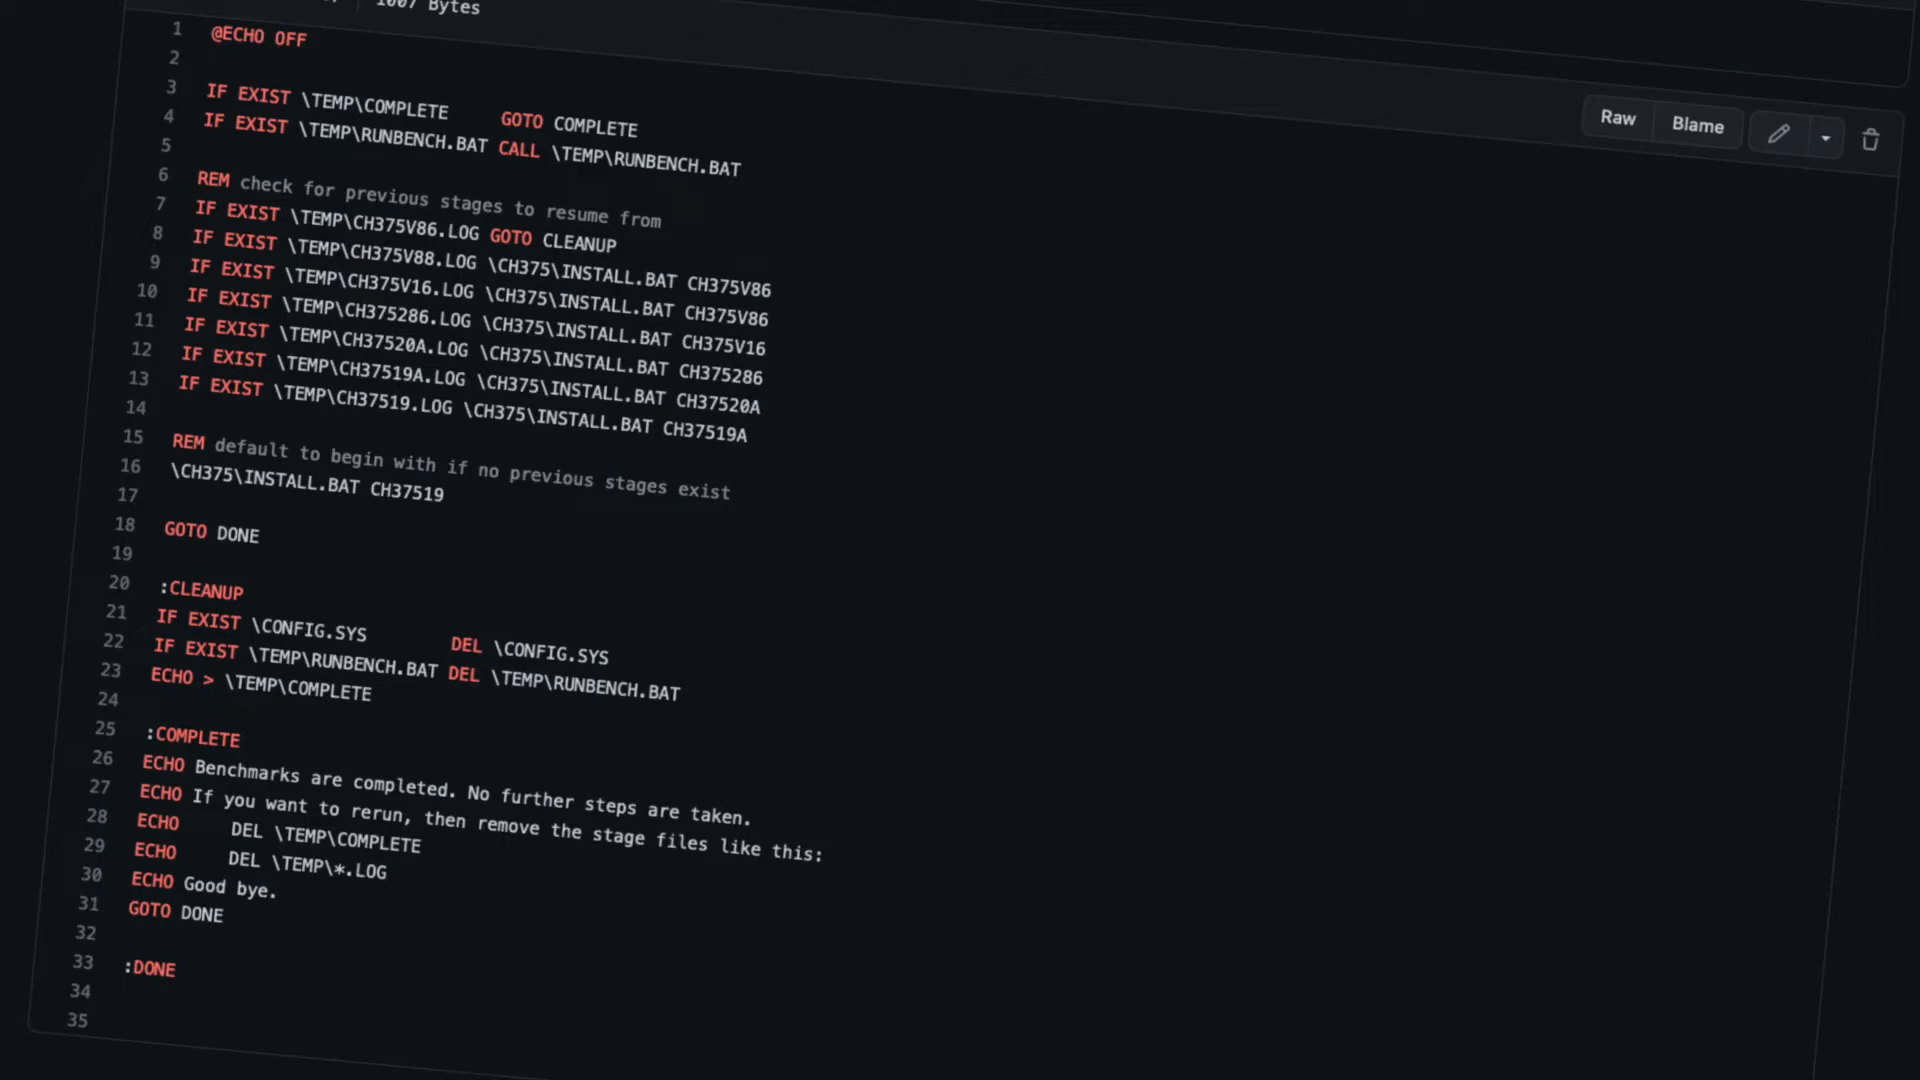 1007 Bytes
Raw Blame
1 @ECHO OFF
2
3 IF EXIST \TEMP\COMPLETE     GOTO COMPLETE
4 IF EXIST \TEMP\RUNBENCH.BAT CALL \TEMP\RUNBENCH.BAT
5
6 REM check for previous stages to resume from
7 IF EXIST \TEMP\CH375V86.LOG GOTO CLEANUP
8 IF EXIST \TEMP\CH375V88.LOG \CH375\INSTALL.BAT CH375V86
9 IF EXIST \TEMP\CH375V16.LOG \CH375\INSTALL.BAT CH375V86
10 IF EXIST \TEMP\CH375286.LOG \CH375\INSTALL.BAT CH375V16
11 IF EXIST \TEMP\CH37520A.LOG \CH375\INSTALL.BAT CH375286
12 IF EXIST \TEMP\CH37519A.LOG \CH375\INSTALL.BAT CH37520A
13 IF EXIST \TEMP\CH37519.LOG \CH375\INSTALL.BAT CH37519A
14
15 REM default to begin with if no previous stages exist
16 \CH375\INSTALL.BAT CH37519
17
18 GOTO DONE
19
20 :CLEANUP
21 IF EXIST \CONFIG.SYS        DEL \CONFIG.SYS
22 IF EXIST \TEMP\RUNBENCH.BAT DEL \TEMP\RUNBENCH.BAT
23 ECHO > \TEMP\COMPLETE
24
25 :COMPLETE
26 ECHO Benchmarks are completed. No further steps are taken.
27 ECHO If you want to rerun, then remove the stage files like this:
28 ECHO     DEL \TEMP\COMPLETE
29 ECHO     DEL \TEMP\*.LOG
30 ECHO Good bye.
31 GOTO DONE
32
33 :DONE
34
35